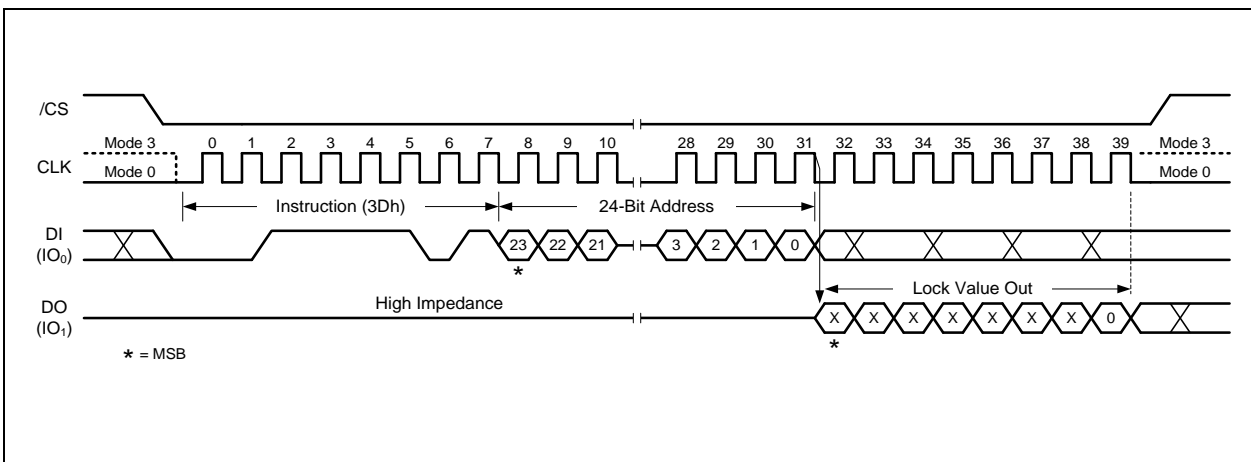 /CS
Mode 3 0 1 2 3 4 5 6 7 8 9 10 28 29 30 31 32 33 34 35 36 37 38 39 Mode 3
CLK
Mode 0 Mode 0
Instruction (3Dh) 24-Bit Address
DI
(IO₀)
23 22 21 3 2 1 0
*
Lock Value Out
High Impedance
DO
(IO₁)
X X X X X X X 0
*
* = MSB